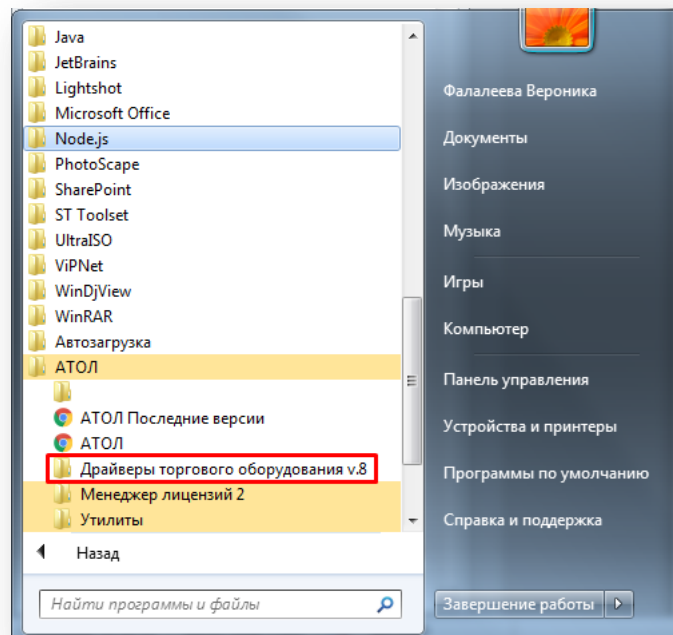 Java
JetBrains
Lightshot
Microsoft Office
Node.js
PhotoScape
SharePoint
ST Toolset
UltraISO
ViPNet
WinDjView
WinRAR
Автозагрузка
АТОЛ
АТОЛ Последние версии
АТОЛ
Драйверы торгового оборудования v.8
Менеджер лицензий 2
Утилиты
Назад
Найти программы и файлы
Фалалеева Вероника
Документы
Изображения
Музыка
Игры
Компьютер
Панель управления
Устройства и принтеры
Программы по умолчанию
Справка и поддержка
Завершение работы